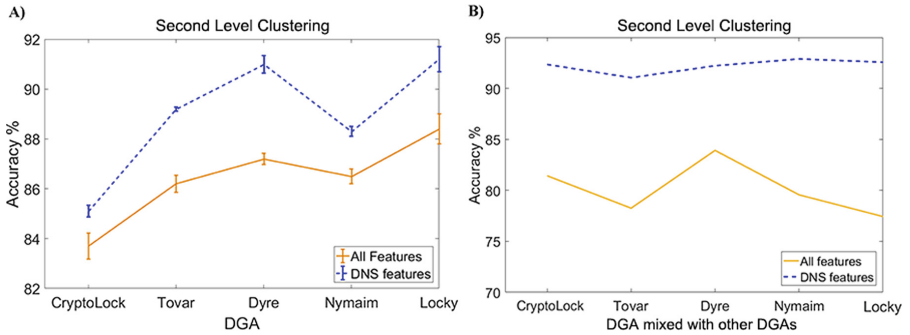 A)
Second Level Clustering
Accuracy %
92
90
88
86
84
82
All Features
DNS features
CryptoLock Tovar Dyre Nymaim Locky
DGA
B)
Second Level Clustering
Accuracy %
95
90
85
80
75
70
All features
DNS features
CryptoLock Tovar Dyre Nymaim Locky
DGA mixed with other DGAs